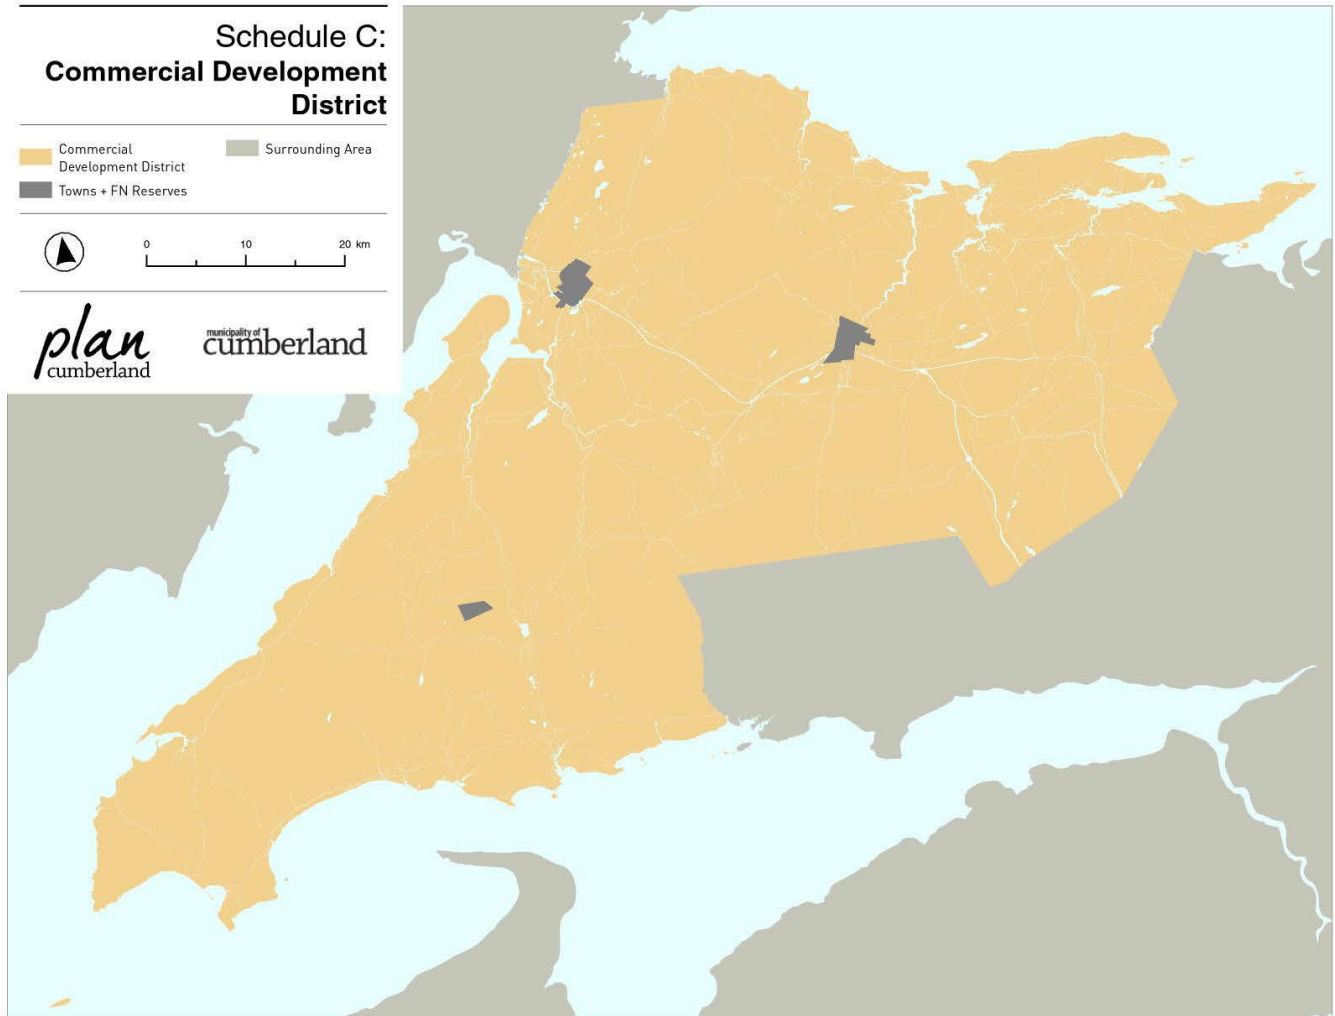 Schedule C:
Commercial Development
District
Commercial
Development District
Surrounding Area
Towns + FN Reserves
0 10 20 km
plan
cumberland
municipality of
cumberland